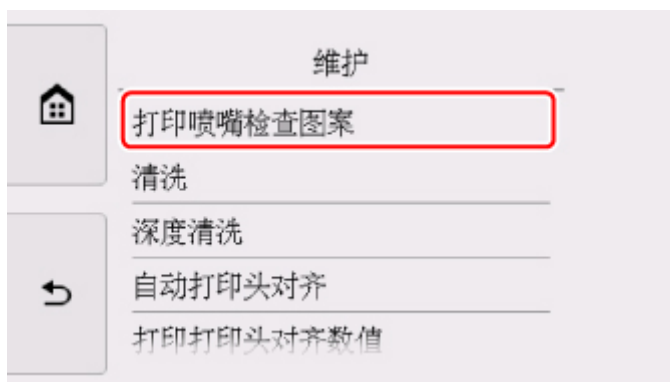 维护
打印喷嘴检查图案
清洗
深度清洗
自动打印头对齐
打印打印头对齐数值